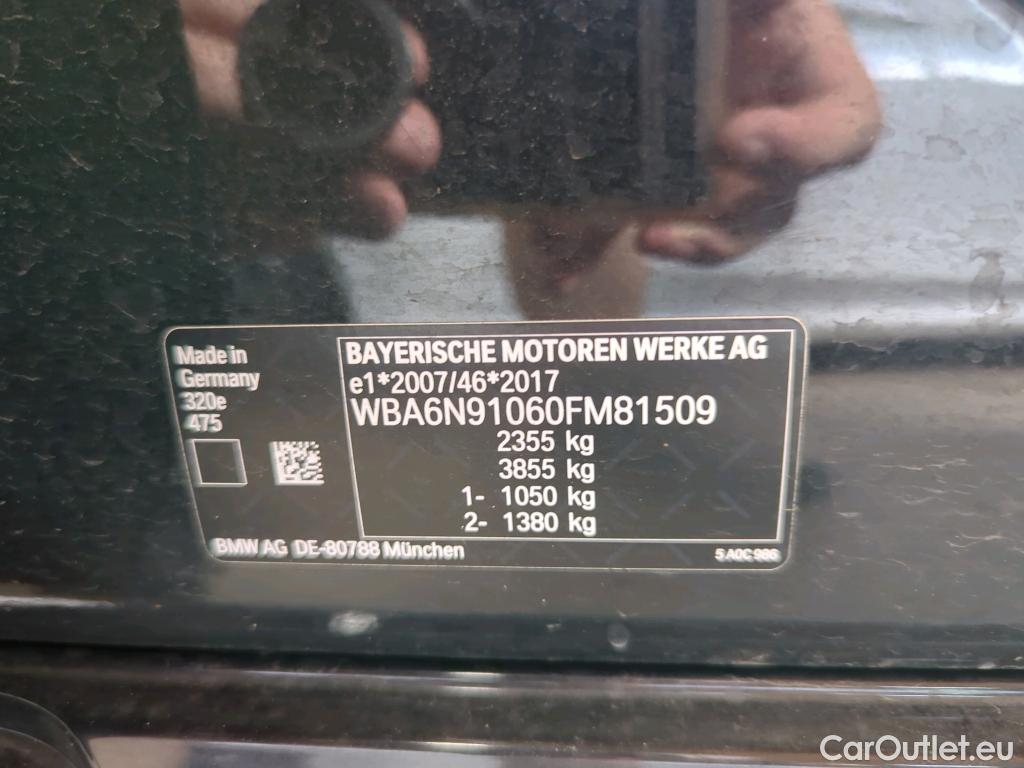 Made in
Germany
320e
475
BAYERISCHE MOTOREN WERKE AG
e1*2007/46*2017
WBA6N91060FM81509
2355 kg
3855 kg
1- 1050 kg
2- 1380 kg
BMW AG DE-80788 München
5 A0C 986
CarOutlet.eu